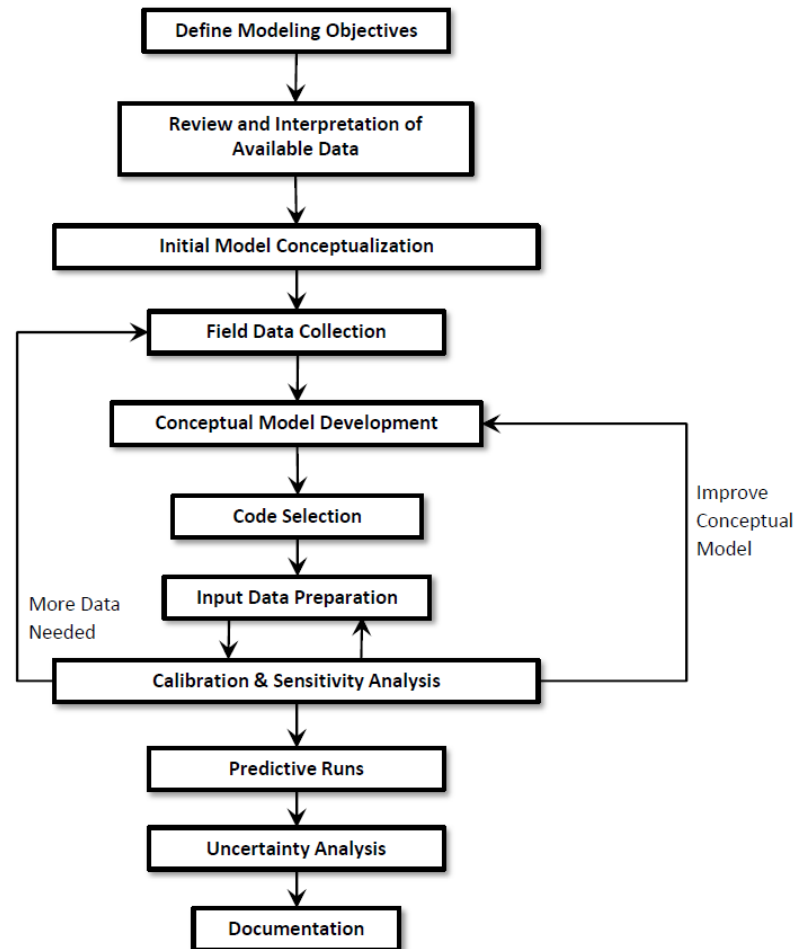 Define Modeling Objectives
Review and Interpretation of
Available Data
Initial Model Conceptualization
Field Data Collection
Conceptual Model Development
Code Selection
Improve
Conceptual
Model
Input Data Preparation
More Data
Needed
Calibration & Sensitivity Analysis
Predictive Runs
Uncertainty Analysis
Documentation